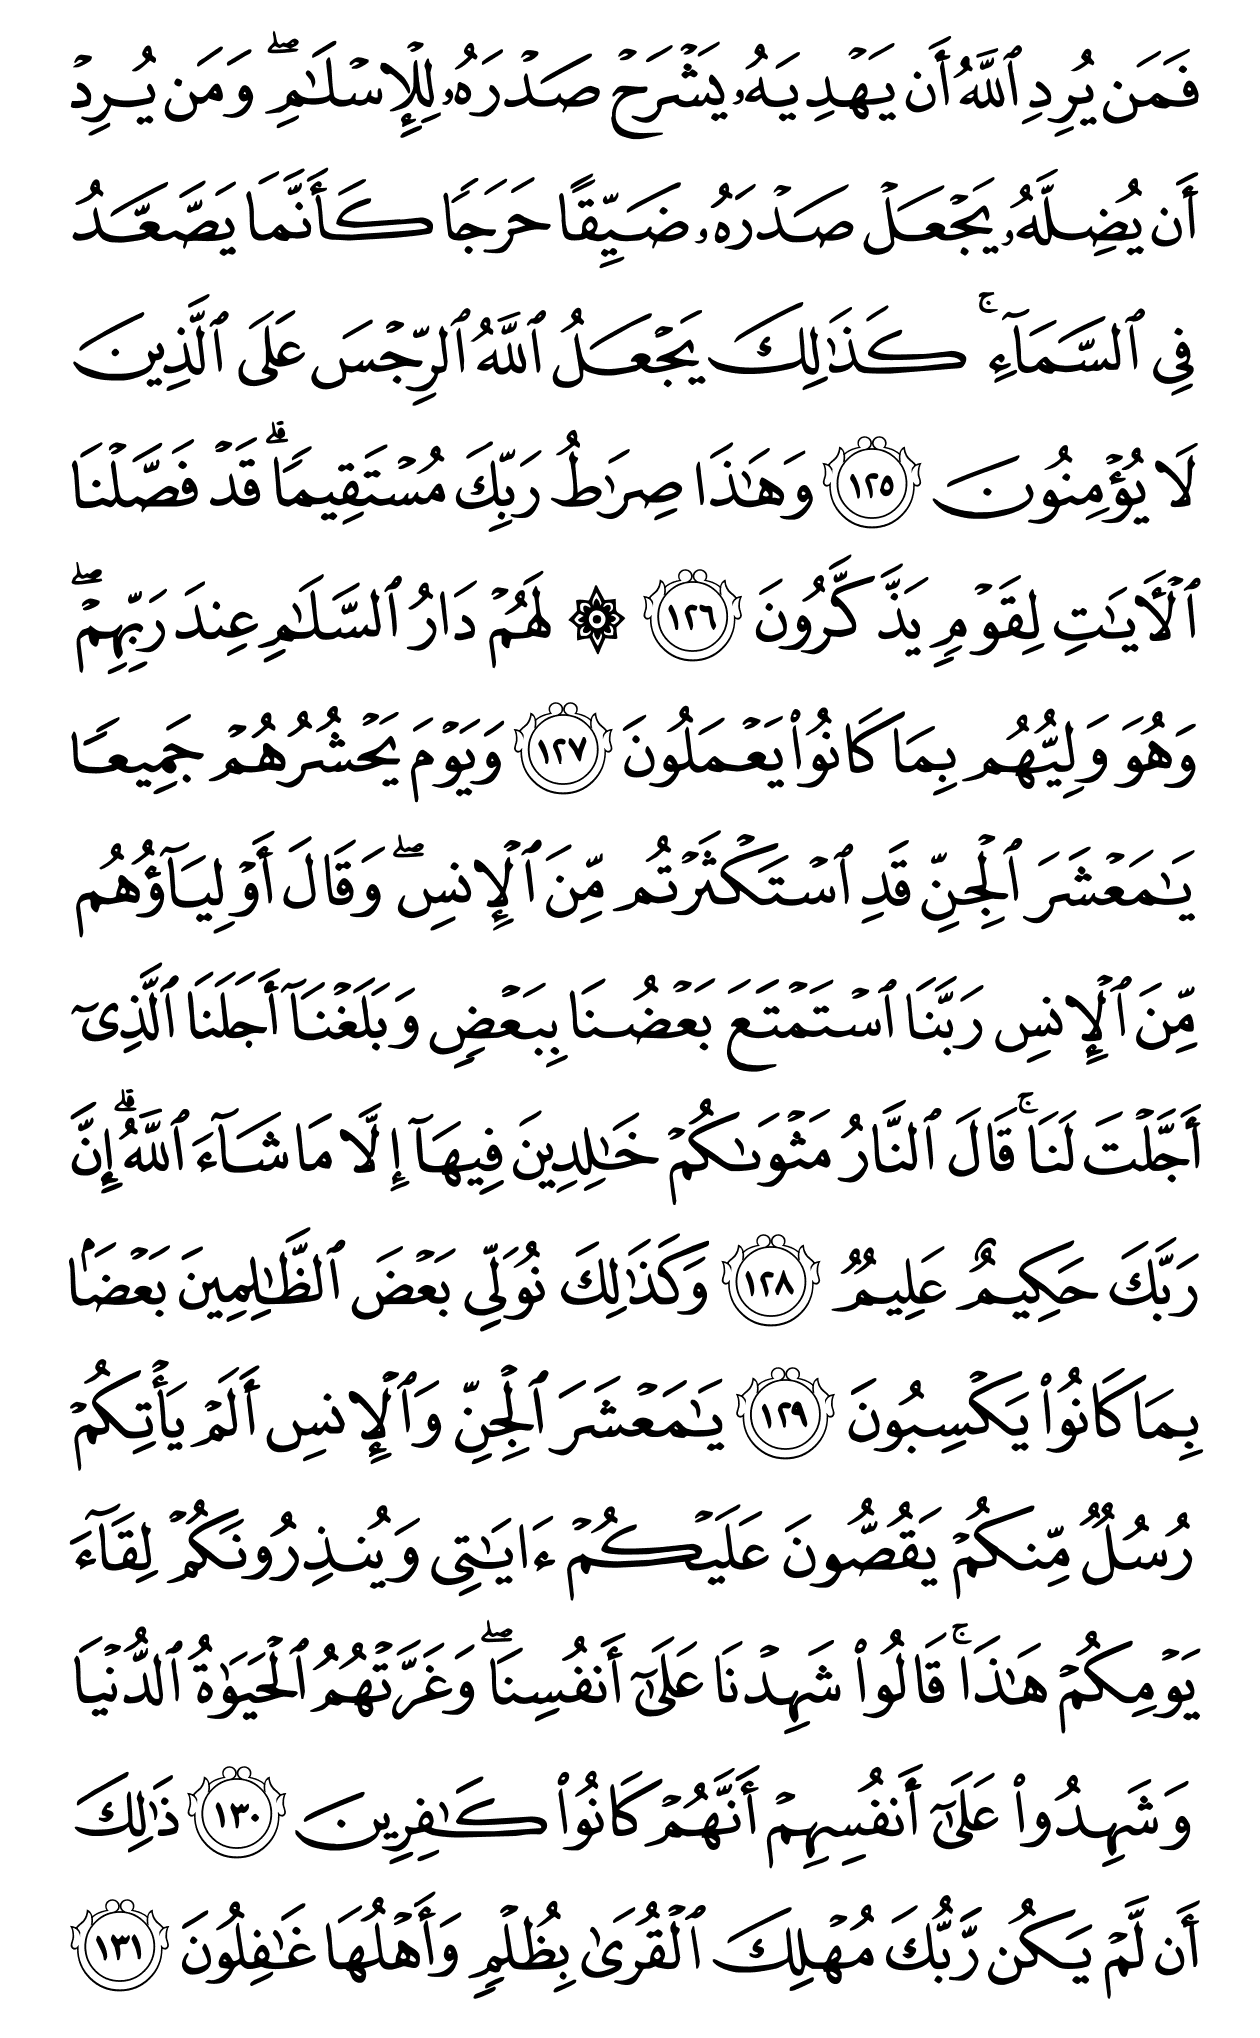 فَمَن يُرِدِ ٱللَّهُ أَن يَهْدِيَهُۥ يَشْرَحْ صَدْرَهُۥ لِلْإِسْلَٰمِ ۖ وَمَن يُرِدْ
أَن يُضِلَّهُۥ يَجْعَلْ صَدْرَهُۥ ضَيِّقًا حَرَجًا كَأَنَّمَا يَصَّعَّدُ
فِى ٱلسَّمَآءِ ۚ كَذَٰلِكَ يَجْعَلُ ٱللَّهُ ٱلرِّجْسَ عَلَى ٱلَّذِينَ
لَا يُؤْمِنُونَ ١٢٥ وَهَٰذَا صِرَٰطُ رَبِّكَ مُسْتَقِيمًا ۗ قَدْ فَصَّلْنَا
ٱلْـَٔايَٰتِ لِقَوْمٍ يَذَّكَّرُونَ ١٢٦ ۞ لَهُمْ دَارُ ٱلسَّلَٰمِ عِندَ رَبِّهِمْ ۖ
وَهُوَ وَلِيُّهُم بِمَا كَانُوا۟ يَعْمَلُونَ ١٢٧ وَيَوْمَ يَحْشُرُهُمْ جَمِيعًا
يَٰمَعْشَرَ ٱلْجِنِّ قَدِ ٱسْتَكْثَرْتُم مِّنَ ٱلْإِنسِ ۖ وَقَالَ أَوْلِيَآؤُهُم
مِّنَ ٱلْإِنسِ رَبَّنَا ٱسْتَمْتَعَ بَعْضُنَا بِبَعْضٍ وَبَلَغْنَآ أَجَلَنَا ٱلَّذِىٓ
أَجَّلْتَ لَنَا ۚ قَالَ ٱلنَّارُ مَثْوَىٰكُمْ خَٰلِدِينَ فِيهَآ إِلَّا مَا شَآءَ ٱللَّهُ ۗ إِنَّ
رَبَّكَ حَكِيمٌ عَلِيمٌ ١٢٨ وَكَذَٰلِكَ نُوَلِّى بَعْضَ ٱلظَّٰلِمِينَ بَعْضًۢا
بِمَا كَانُوا۟ يَكْسِبُونَ ١٢٩ يَٰمَعْشَرَ ٱلْجِنِّ وَٱلْإِنسِ أَلَمْ يَأْتِكُمْ
رُسُلٌ مِّنكُمْ يَقُصُّونَ عَلَيْكُمْ ءَايَٰتِى وَيُنذِرُونَكُمْ لِقَآءَ
يَوْمِكُمْ هَٰذَا ۚ قَالُوا۟ شَهِدْنَا عَلَىٰٓ أَنفُسِنَا ۖ وَغَرَّتْهُمُ ٱلْحَيَوٰةُ ٱلدُّنْيَا
وَشَهِدُوا۟ عَلَىٰٓ أَنفُسِهِمْ أَنَّهُمْ كَانُوا۟ كَٰفِرِينَ ١٣٠ ذَٰلِكَ
أَن لَّمْ يَكُن رَّبُّكَ مُهْلِكَ ٱلْقُرَىٰ بِظُلْمٍ وَأَهْلُهَا غَٰفِلُونَ ١٣١